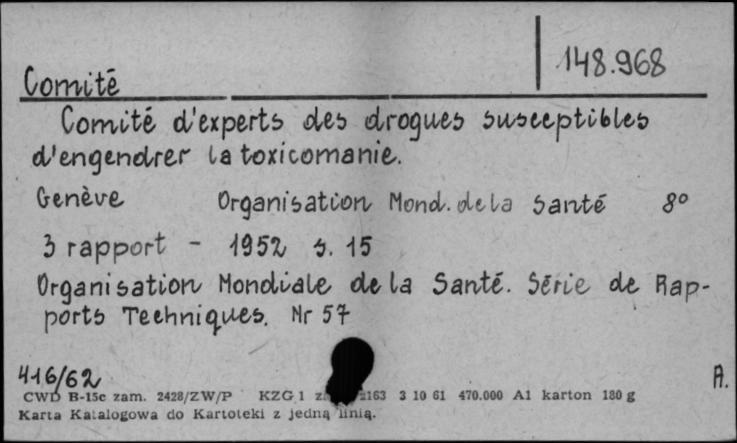 148.968
Comité
Comité d'experts des drogues susceptibles
d'engendrer la toxicomanie.
Genève Organisation Mond. de la Santé 8º
3 rapport - 1952 s. 15
Organisation Mondiale de la Santé. Série de Rap-
ports Techniques. Nr 57
416/62 A.
CWD B-15c zam. 2428/ZW/P KZG 1 2163 3 10 61 470.000 A1 karton 180 g
Karta Katalogowa do Kartoteki z jedną linią.